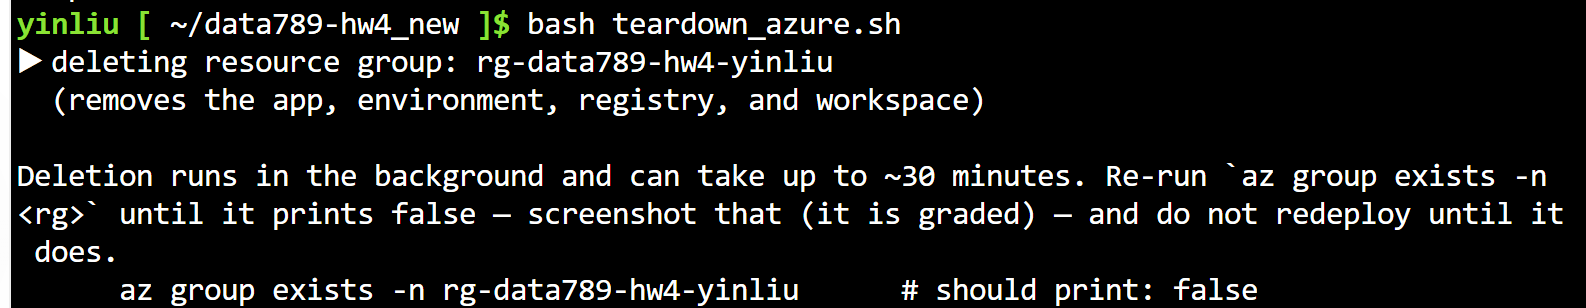 yinliu [ ~/data789-hw4_new ]$ bash teardown_azure.sh
▶ deleting resource group: rg-data789-hw4-yinliu
  (removes the app, environment, registry, and workspace)

Deletion runs in the background and can take up to ~30 minutes. Re-run `az group exists -n
<rg>` until it prints false — screenshot that (it is graded) — and do not redeploy until it
 does.
      az group exists -n rg-data789-hw4-yinliu      # should print: false